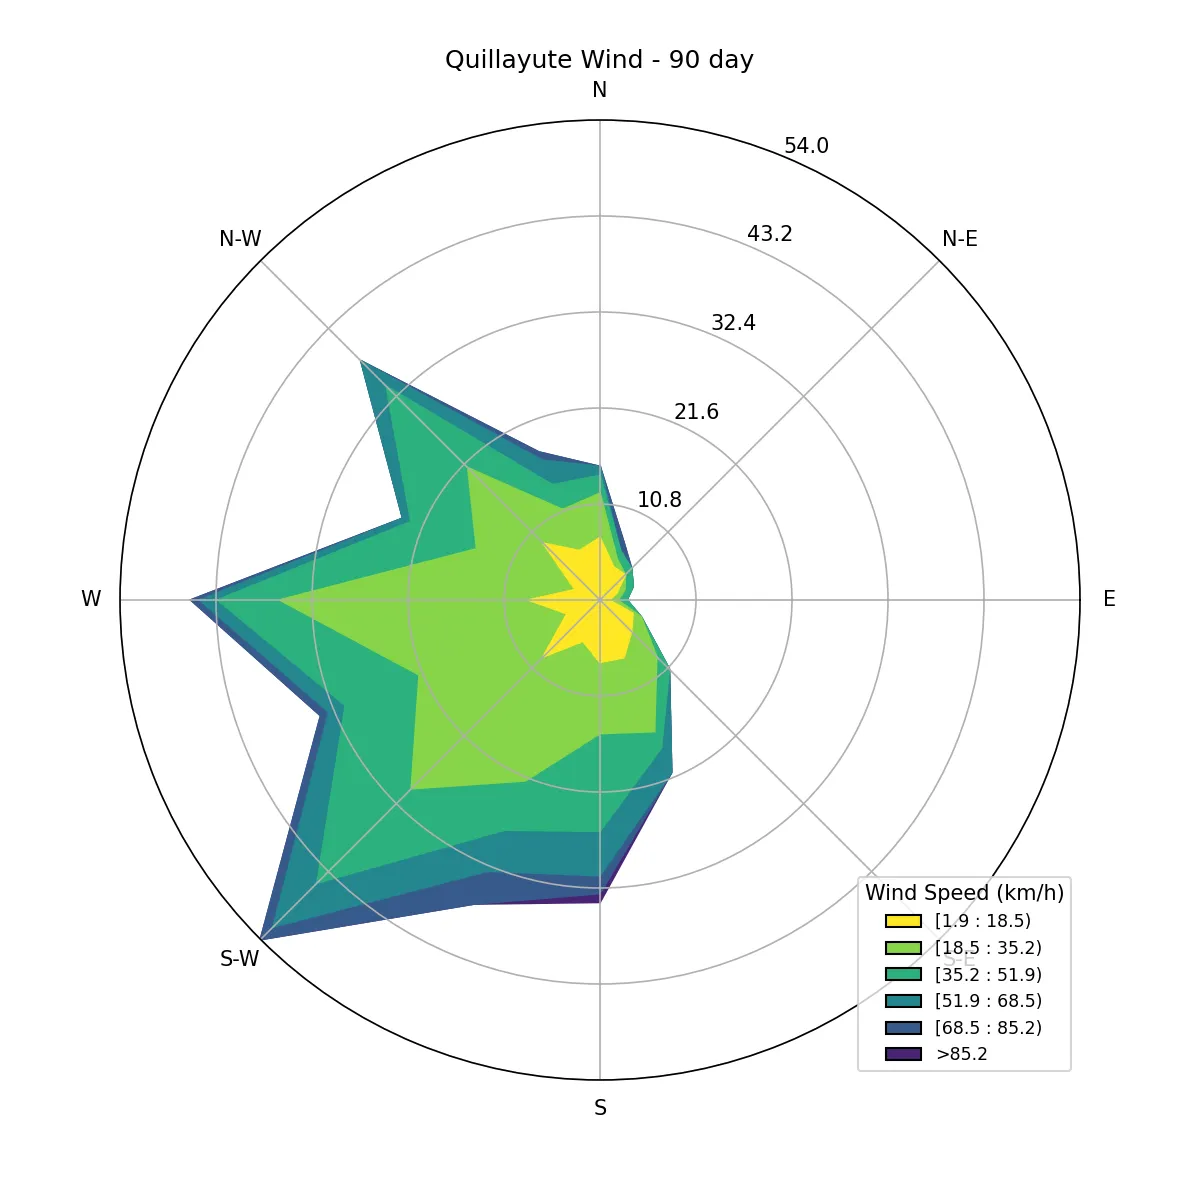 Quillayute Wind - 90 day
N
54.0
N-W
N-E
43.2
32.4
21.6
10.8
W
E
S-W
S-E
S
Wind Speed (km/h)
[1.9 : 18.5)
[18.5 : 35.2)
[35.2 : 51.9)
[51.9 : 68.5)
[68.5 : 85.2)
>85.2